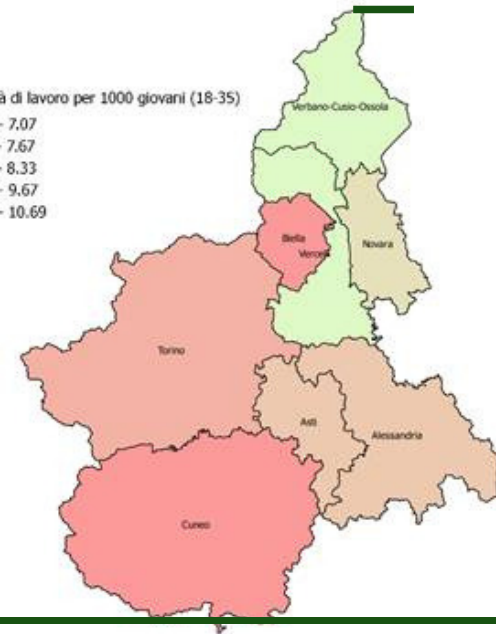 Verbano-Cusio-Ossola
à di lavoro per 1000 giovani (18-35)
- 7.07
- 7.67
- 8.33
- 9.67
- 10.69
Biella
Novara
Vercel
Torino
Asti
Alessandria
Cuneo